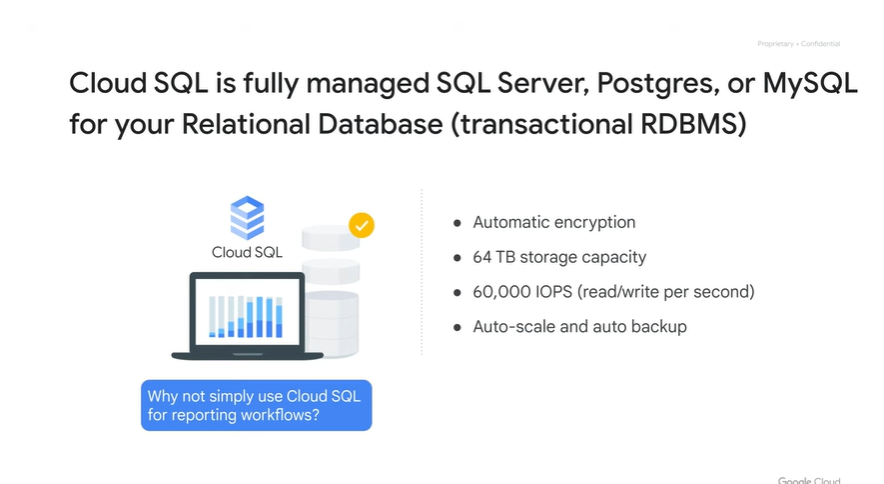 Proprietary + Confidential
Cloud SQL is fully managed SQL Server, Postgres, or MySQL
for your Relational Database (transactional RDBMS)
Cloud SQL
Why not simply use Cloud SQL
for reporting workflows?
● Automatic encryption
● 64 TB storage capacity
● 60,000 IOPS (read/write per second)
● Auto-scale and auto backup
Google Cloud